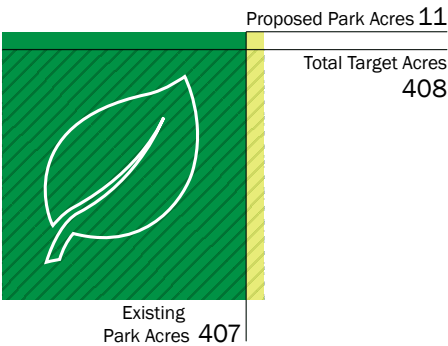 Proposed Park Acres 11
Total Target Acres
408
Existing
Park Acres 407